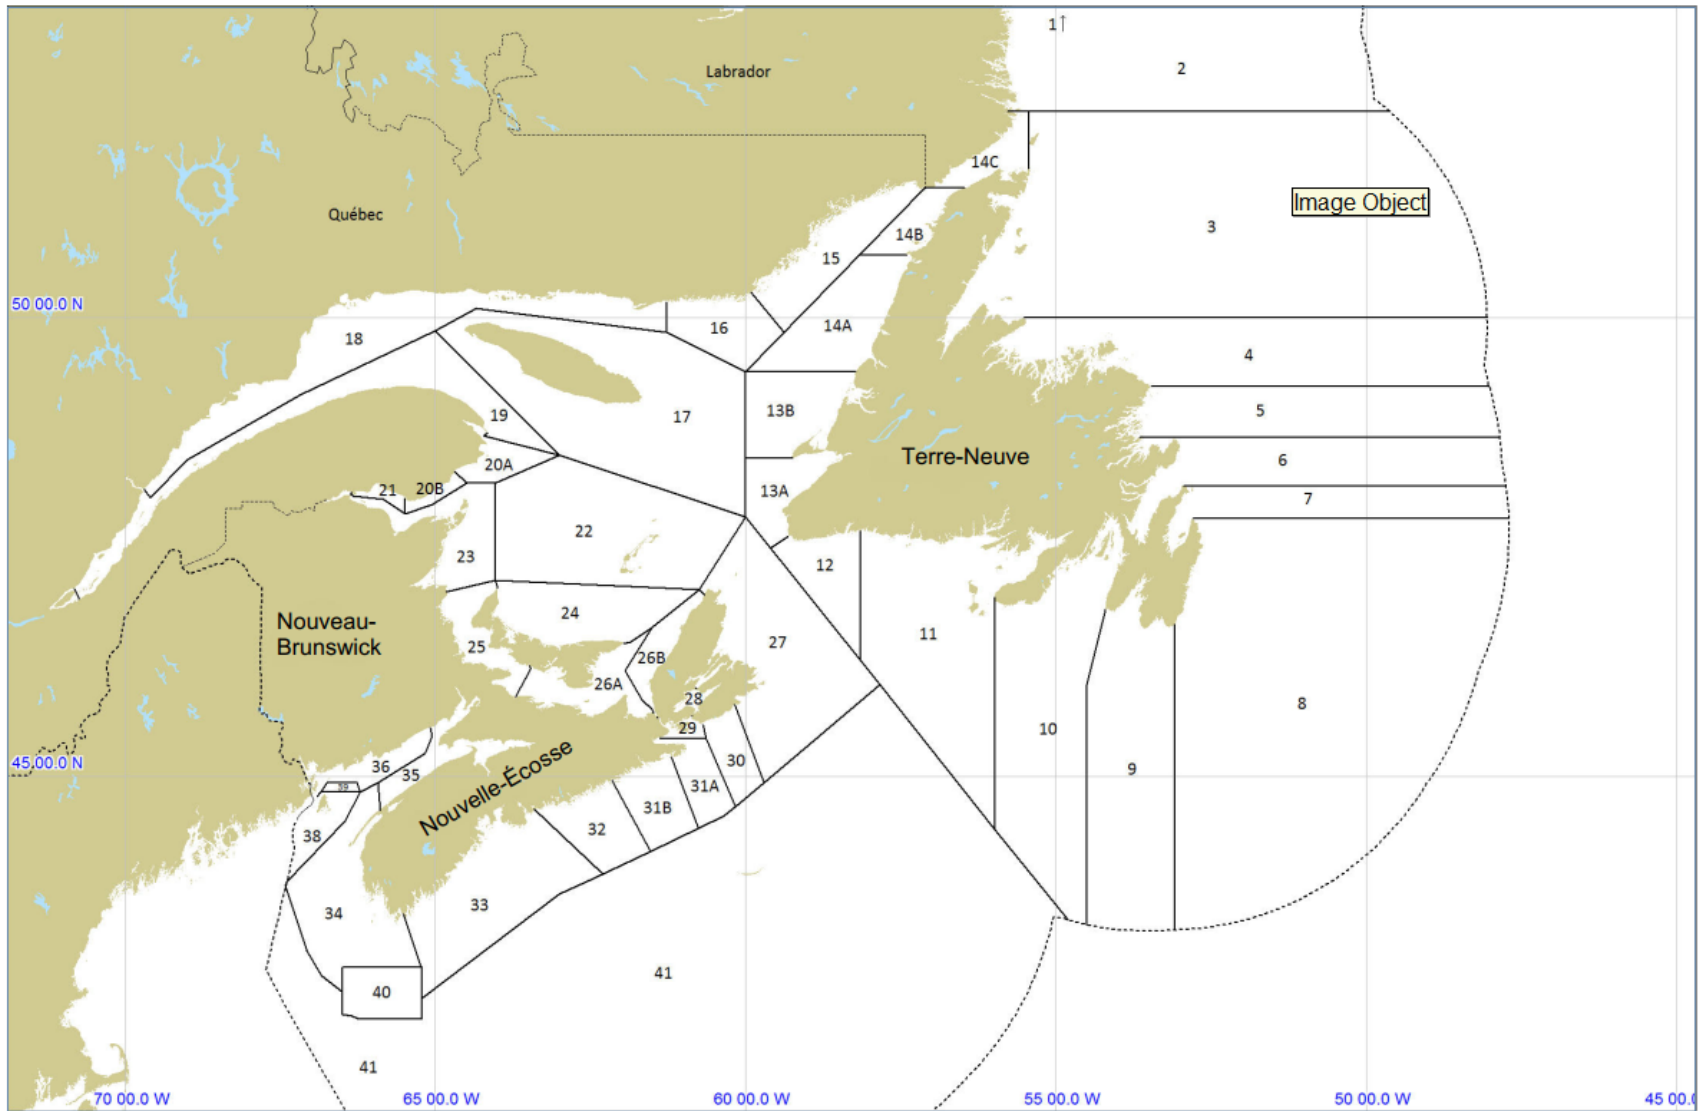 1↑
2
Labrador
14C
Image Object
Québec
3
14B
15
50 00.0 N
16
14A
18
4
13B
5
19
17
Terre-Neuve
6
20A
21
20B
13A
7
22
23
12
24
Nouveau-
Brunswick
11
25
27
26B
26A
28
8
29
10
45 00.0 N
36
35
30
9
39
31A
Nouvelle-Écosse
31B
32
38
33
34
41
40
41
70 00.0 W
65 00.0 W
60 00.0 W
55 00.0 W
50 00.0 W
45 00.0